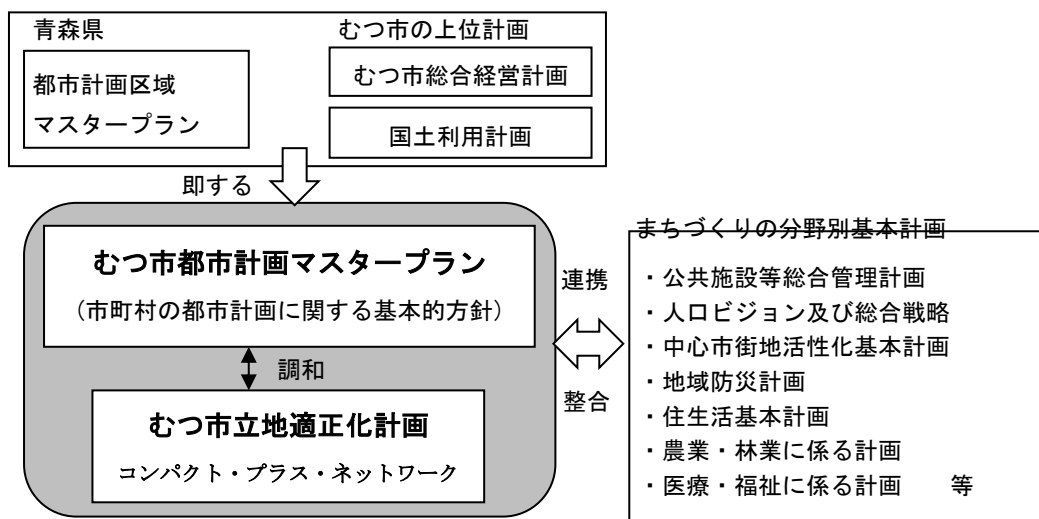 青森県
都市計画区域
マスタープラン
むつ市の上位計画
むつ市総合経営計画
国土利用計画
即する
むつ市都市計画マスタープラン
（市町村の都市計画に関する基本的方針）
調和
むつ市立地適正化計画
コンパクト・プラス・ネットワーク
連携
整合
まちづくりの分野別基本計画
・公共施設等総合管理計画
・人口ビジョン及び総合戦略
・中心市街地活性化基本計画
・地域防災計画
・住生活基本計画
・農業・林業に係る計画
・医療・福祉に係る計画　　等